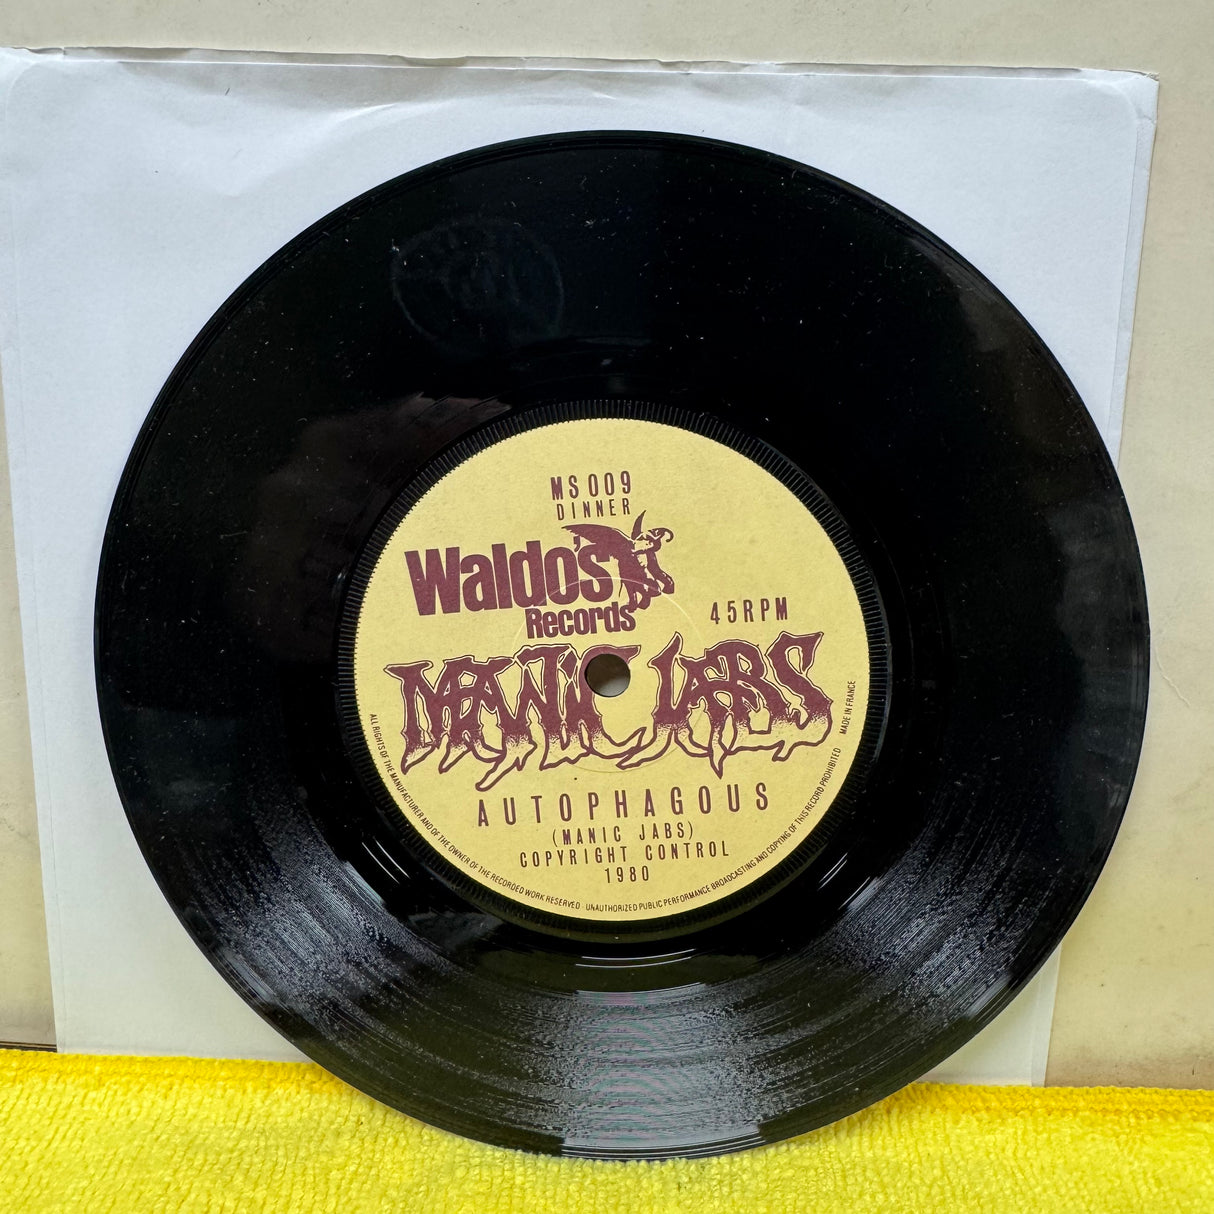 MS009
DINNER
Waldo's
Records
45RPM
MANIC JABS
AUTOPHAGOUS
(MANIC JABS)
COPYRIGHT CONTROL
1980
ALL RIGHTS OF THE MANUFACTURER AND OF THE OWNER OF THE RECORDED WORK RESERVED · UNAUTHORIZED PUBLIC PERFORMANCE BROADCASTING AND COPYING OF THIS RECORD PROHIBITED MADE IN FRANCE